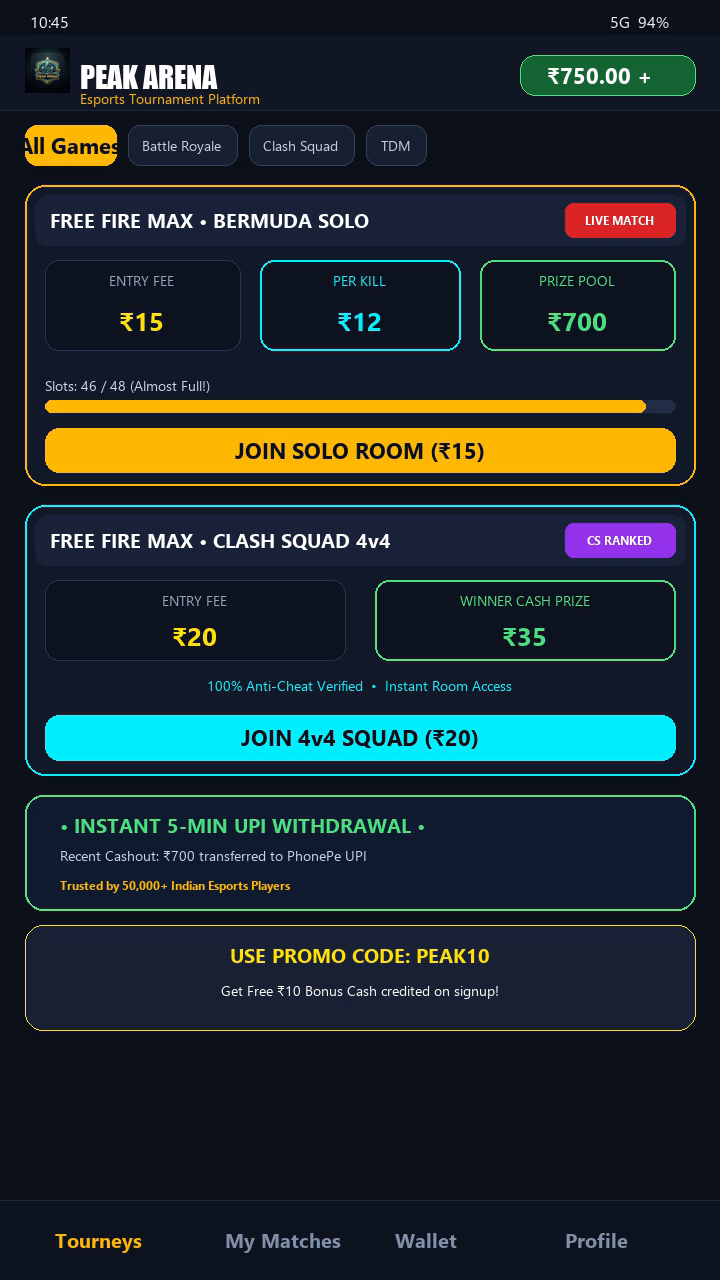 10:45
5G 94%
PEAK ARENA
Esports Tournament Platform
₹750.00 +
All Games
Battle Royale
Clash Squad
TDM
FREE FIRE MAX • BERMUDA SOLO
LIVE MATCH
ENTRY FEE
PER KILL
PRIZE POOL
₹15
₹12
₹700
Slots: 46 / 48 (Almost Full!)
JOIN SOLO ROOM (₹15)
FREE FIRE MAX • CLASH SQUAD 4v4
CS RANKED
ENTRY FEE
WINNER CASH PRIZE
₹20
₹35
100% Anti-Cheat Verified • Instant Room Access
JOIN 4v4 SQUAD (₹20)
• INSTANT 5-MIN UPI WITHDRAWAL •
Recent Cashout: ₹700 transferred to PhonePe UPI
Trusted by 50,000+ Indian Esports Players
USE PROMO CODE: PEAK10
Get Free ₹10 Bonus Cash credited on signup!
Tourneys
My Matches
Wallet
Profile